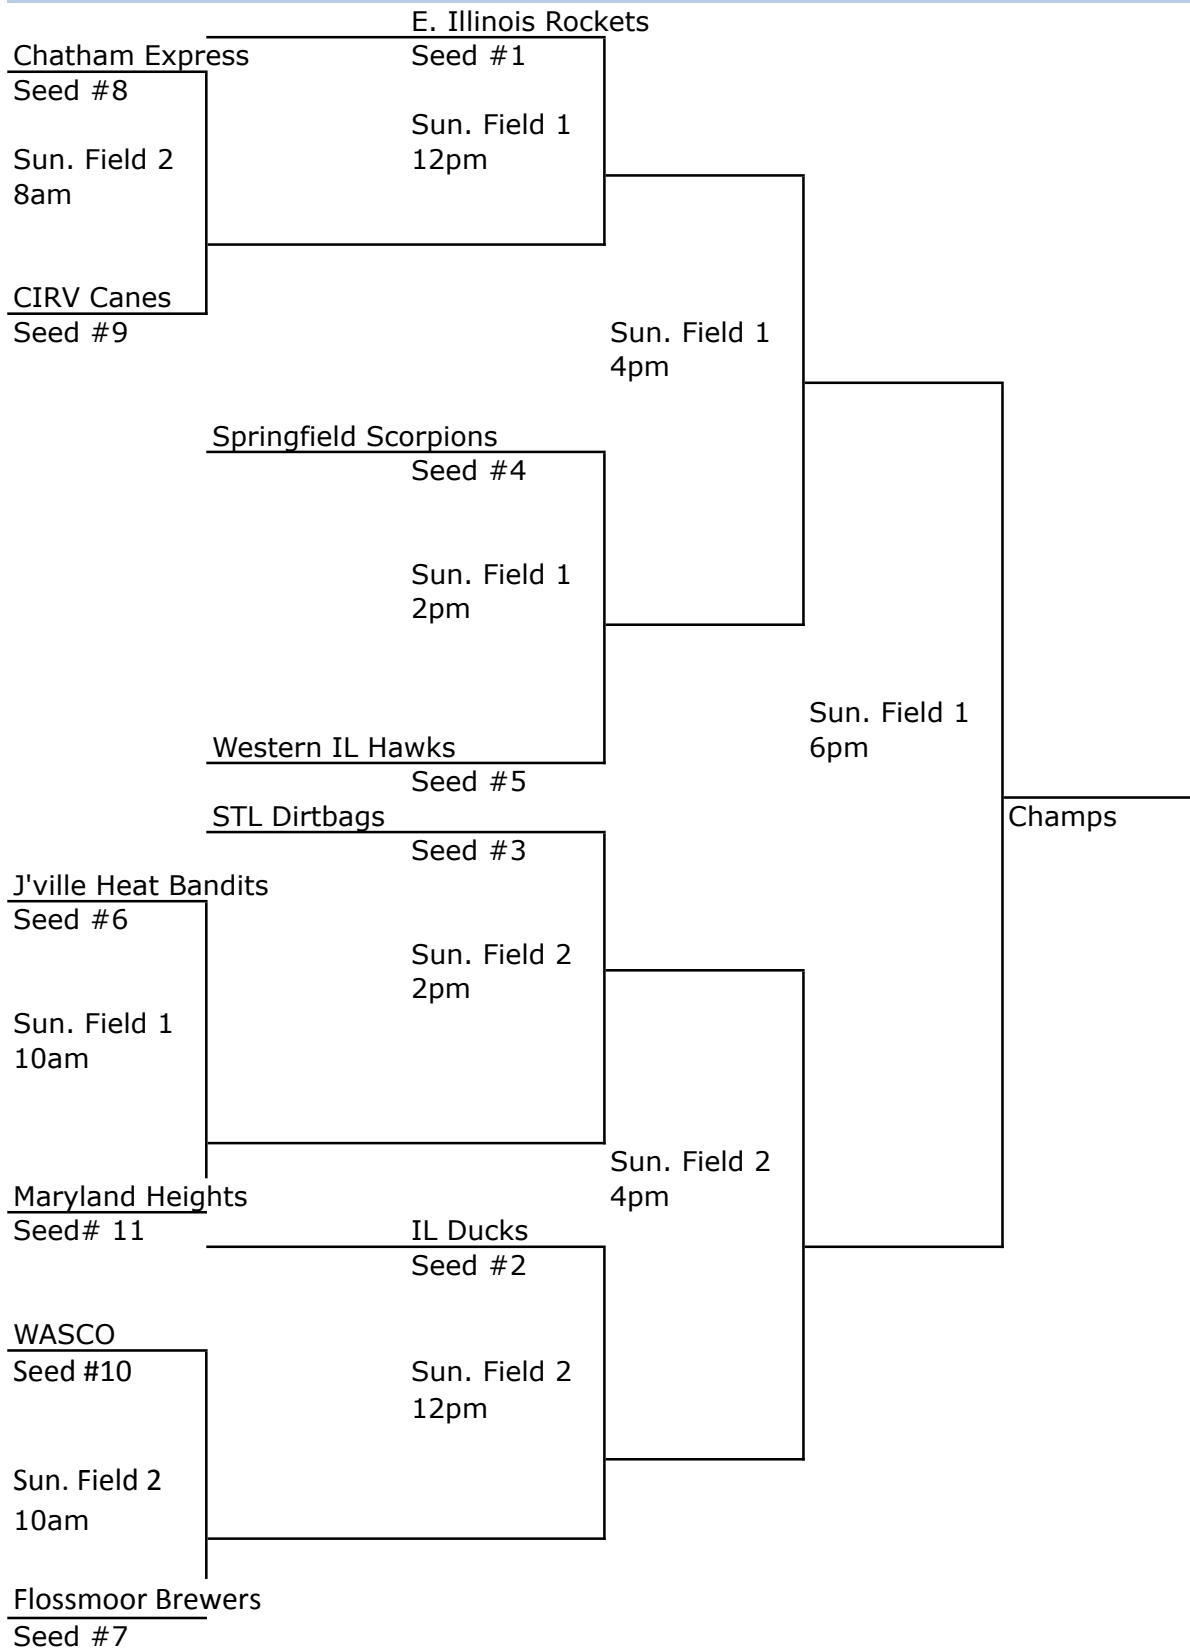 E. Illinois Rockets
Chatham Express
Seed #1
Seed #8
Sun. Field 1
12pm
Sun. Field 2
8am
CIRV Canes
Seed #9
Sun. Field 1
4pm
Springfield Scorpions
Seed #4
Sun. Field 1
2pm
Sun. Field 1
6pm
Western IL Hawks
Seed #5
STL Dirtbags
Champs
Seed #3
J'ville Heat Bandits
Seed #6
Sun. Field 2
2pm
Sun. Field 1
10am
Sun. Field 2
4pm
Maryland Heights
Seed# 11
IL Ducks
Seed #2
WASCO
Seed #10
Sun. Field 2
12pm
Sun. Field 2
10am
Flossmoor Brewers
Seed #7